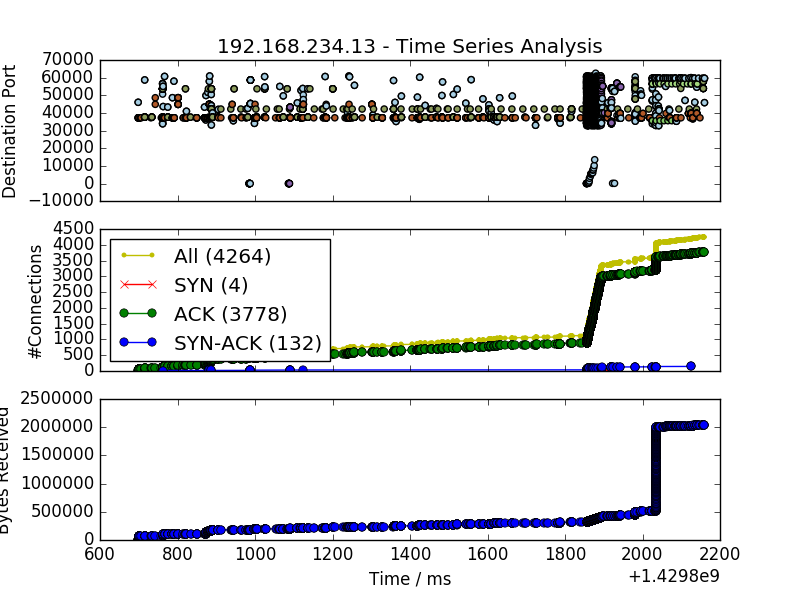 192.168.234.13 - Time Series Analysis
Destination Port
70000
60000
50000
40000
30000
20000
10000
0
−10000
#Connections
4500
4000
3500
3000
2500
2000
1500
1000
500
0
All (4264)
SYN (4)
ACK (3778)
SYN-ACK (132)
Bytes Received
2500000
2000000
1500000
1000000
500000
0
600 800 1000 1200 1400 1600 1800 2000 2200
Time / ms
+1.4298e9